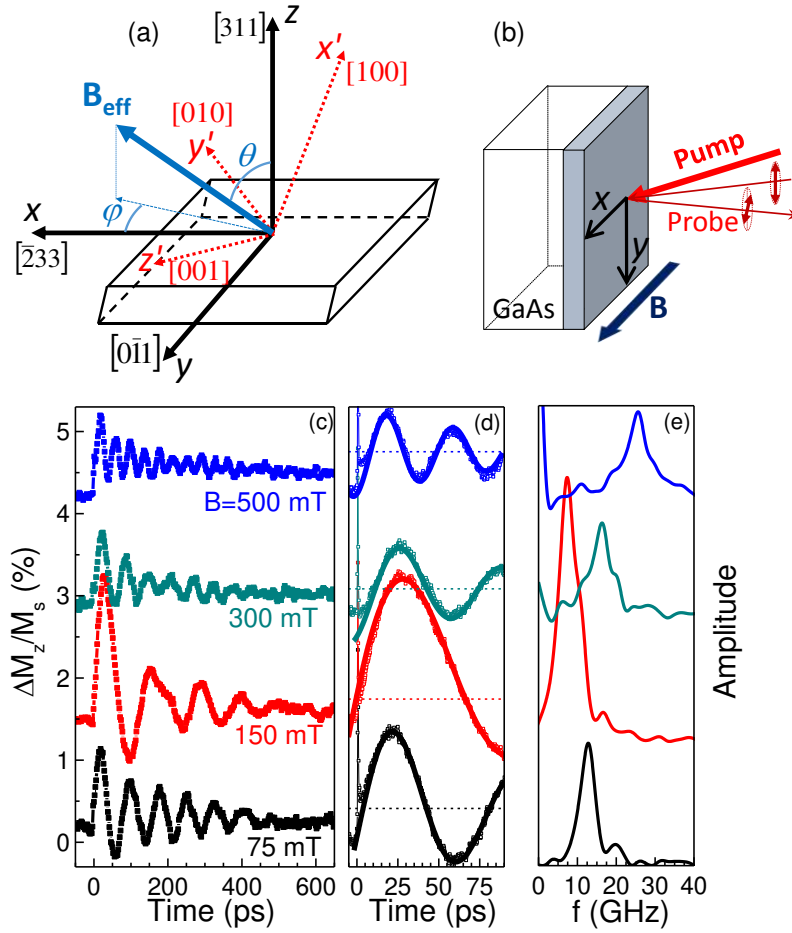 (a)
z
[311]
x'
[100]
B_eff
[010]
y'
θ
φ
x
[2̄33]
z'
[001]
[01̄1]
y
(b)
Pump
Probe
x
y
GaAs
B
(c)
(d)
(e)
5
4
3
2
1
0
ΔM_z/M_s (%)
B=500 mT
300 mT
150 mT
75 mT
Amplitude
0 200 400 600
Time (ps)
0 25 50 75
Time (ps)
0 10 20 30 40
f (GHz)